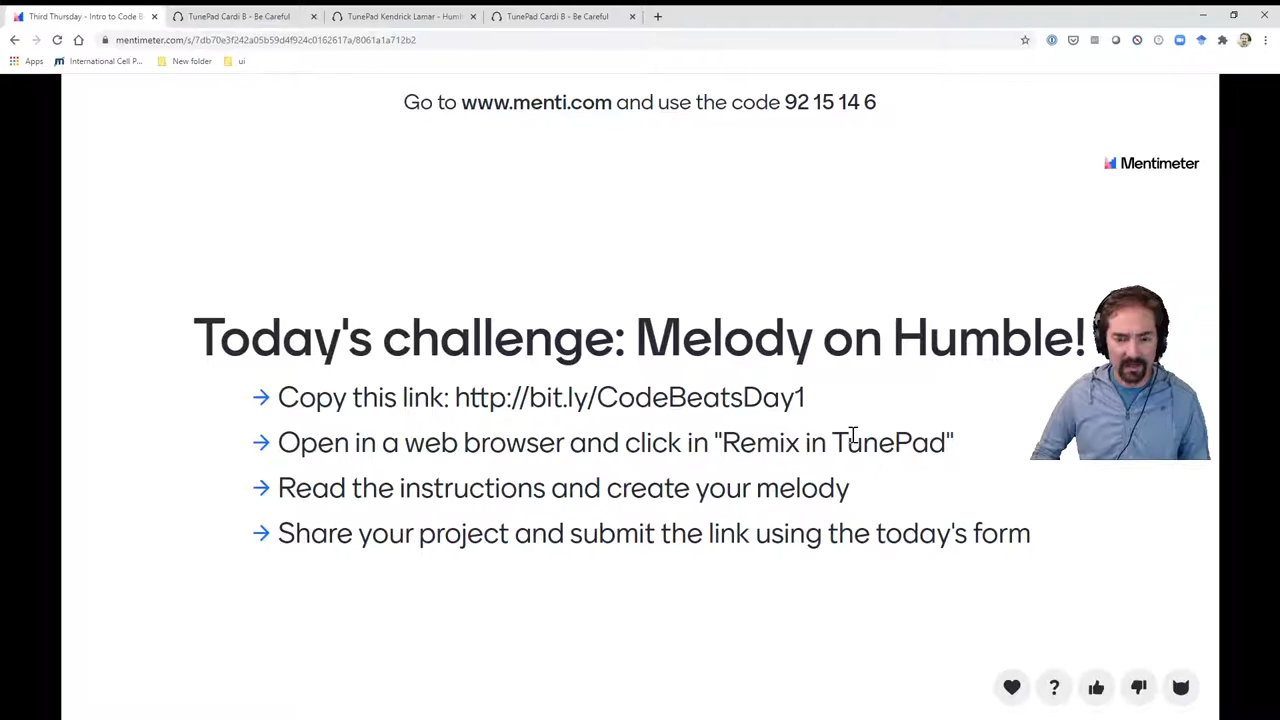 Third Thursday - Intro to Code B
TunePad Cardi B - Be Careful
TunePad Kendrick Lamar - Humb
TunePad Cardi B - Be Careful
mentimeter.com/s/7db70e3f242a05b59d4f924c0162617a/8061a1a712b2
Apps
International Cell P...
New folder
ui
Go to www.menti.com and use the code 92 15 14 6
Mentimeter
Today's challenge: Melody on Humble!
→ Copy this link: http://bit.ly/CodeBeatsDay1
→ Open in a web browser and click in "Remix in TunePad"
→ Read the instructions and create your melody
→ Share your project and submit the link using the today's form
?